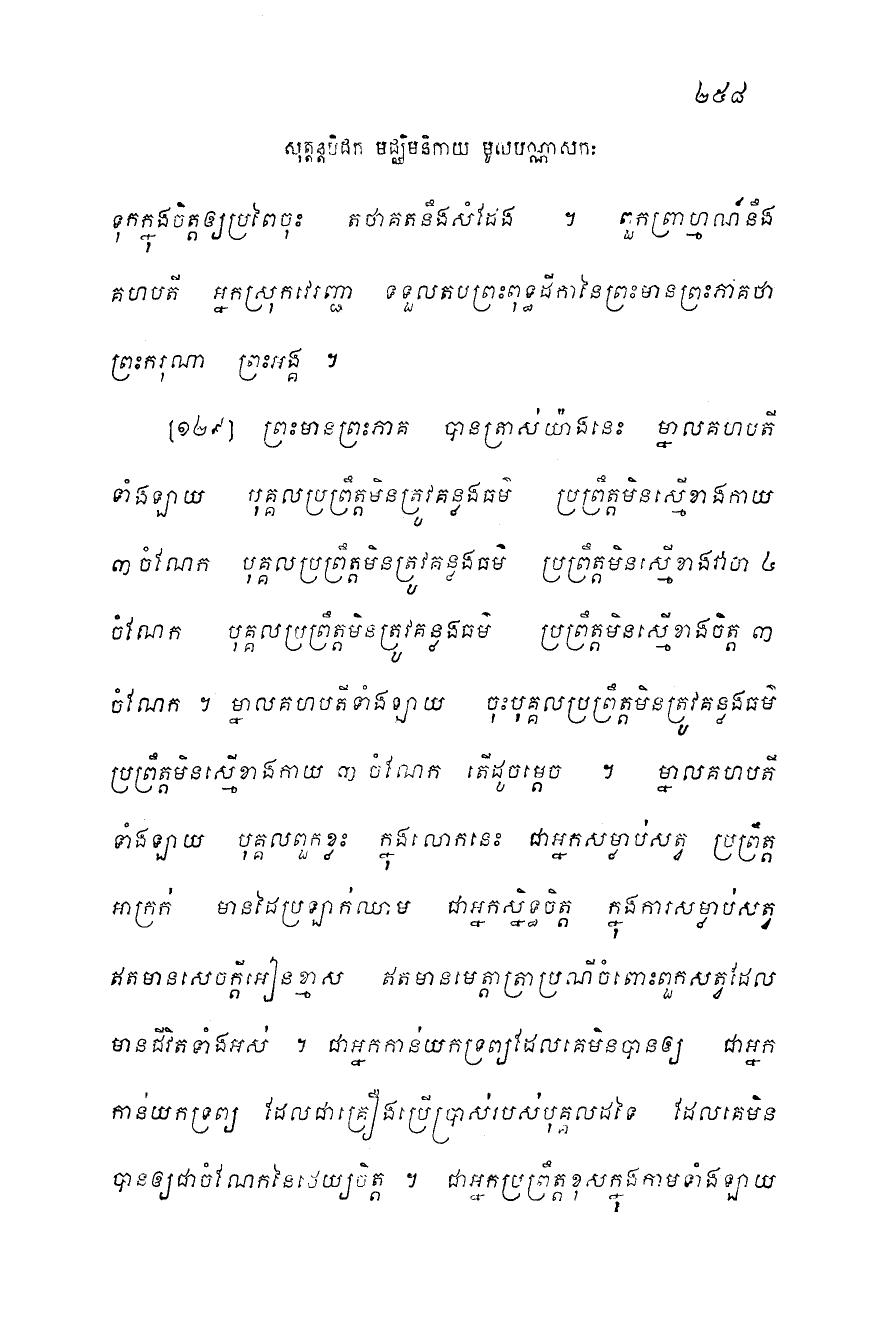 ២៥៨
សុត្តន្តបិដក មជ្ឈិមនិកាយ មូលបណ្ណាសកៈ
ទុកក្នុងចិត្តឲ្យប្រពៃចុះ តថាគតនឹងសំដែង ។ ពួកព្រាហ្មណ៍នឹង
គហបតី អ្នកស្រុកវេរញ្ជា ទទួលតបព្រះពុទ្ធដីកានៃព្រះមានព្រះភាគថា
ព្រះករុណា ព្រះអង្គ ។
[១២៩] ព្រះមានព្រះភាគ បានត្រាស់យ៉ាងនេះ ម្នាលគហបតី
ទាំងឡាយ បុគ្គលប្រព្រឹត្តមិនត្រូវគន្លងធម៌ ប្រព្រឹត្តមិនស្មើខាងកាយ
៣ ចំណែក បុគ្គលប្រព្រឹត្តមិនត្រូវគន្លងធម៌ ប្រព្រឹត្តមិនស្មើខាងវាចា ៤
ចំណែក បុគ្គលប្រព្រឹត្តមិនត្រូវគន្លងធម៌ ប្រព្រឹត្តមិនស្មើខាងចិត្ត ៣
ចំណែក ។ ម្នាលគហបតីទាំងឡាយ ចុះបុគ្គលប្រព្រឹត្តមិនត្រូវគន្លងធម៌
ប្រព្រឹត្តមិនស្មើខាងកាយ ៣ ចំណែក តើដូចម្តេច ។ ម្នាលគហបតី
ទាំងឡាយ បុគ្គលពួកខ្លះ ក្នុងលោកនេះ ជាអ្នកសម្លាប់សត្វ ប្រព្រឹត្ត
អាក្រក់ មានដៃប្រឡាក់ឈាម ជាអ្នកស្និទ្ធចិត្ត ក្នុងការសម្លាប់សត្វ
ឥតមានសេចក្តីអៀនខ្មាស ឥតមានមេត្តាត្រាប្រណីចំពោះពួកសត្វដែល
មានជីវិតទាំងអស់ ។ ជាអ្នកកាន់យកទ្រព្យដែលគេមិនបានឲ្យ ជាអ្នក
កាន់យកទ្រព្យ ដែលជាគ្រឿងប្រើប្រាស់របស់បុគ្គលដទៃ ដែលគេមិន
បានឲ្យជាចំណែកនៃថេយ្យចិត្ត ។ ជាអ្នកប្រព្រឹត្តខុសក្នុងកាមទាំងឡាយ